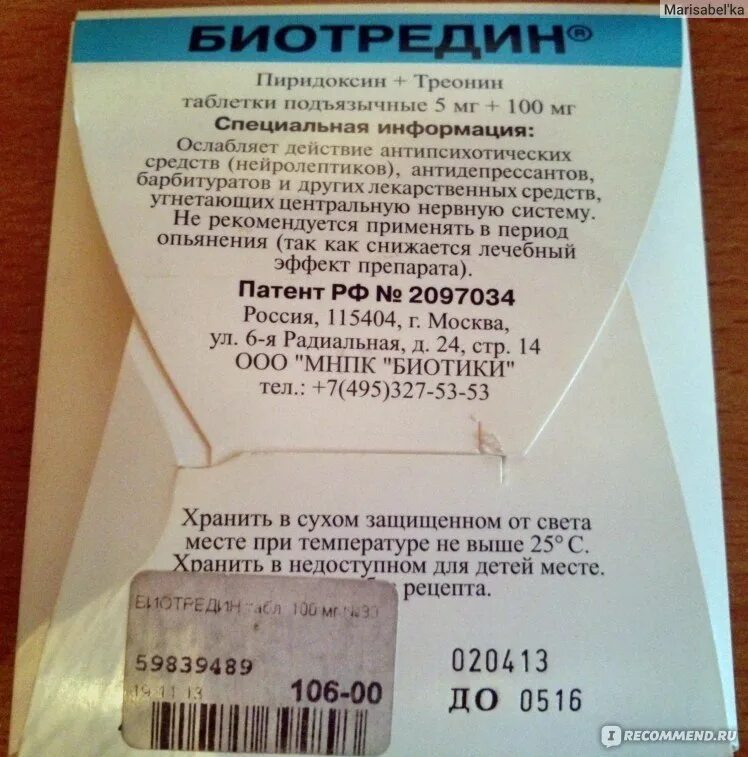 Marisabel'ka
БИОТРЕДИН®
Пиридоксин + Треонин
таблетки подъязычные 5 мг + 100 мг
Специальная информация:
Ослабляет действие антипсихотических
средств (нейролептиков), антидепрессантов,
барбитуратов и других лекарственных средств,
угнетающих центральную нервную систему.
Не рекомендуется применять в период
опьянения (так как снижается лечебный
эффект препарата).
Патент РФ № 2097034
Россия, 115404, г. Москва,
ул. 6-я Радиальная, д. 24, стр. 14
ООО "МНПК "БИОТИКИ"
тел.: +7(495)327-53-53
Хранить в сухом защищенном от света
месте при температуре не выше 25° С.
Хранить в недоступном для детей месте.
рецепта.
БИОТРЕДИН табл. 100 мг №30
59839489
19.11.13
106-00
020413
ДО 0516
IRECOMMEND.RU